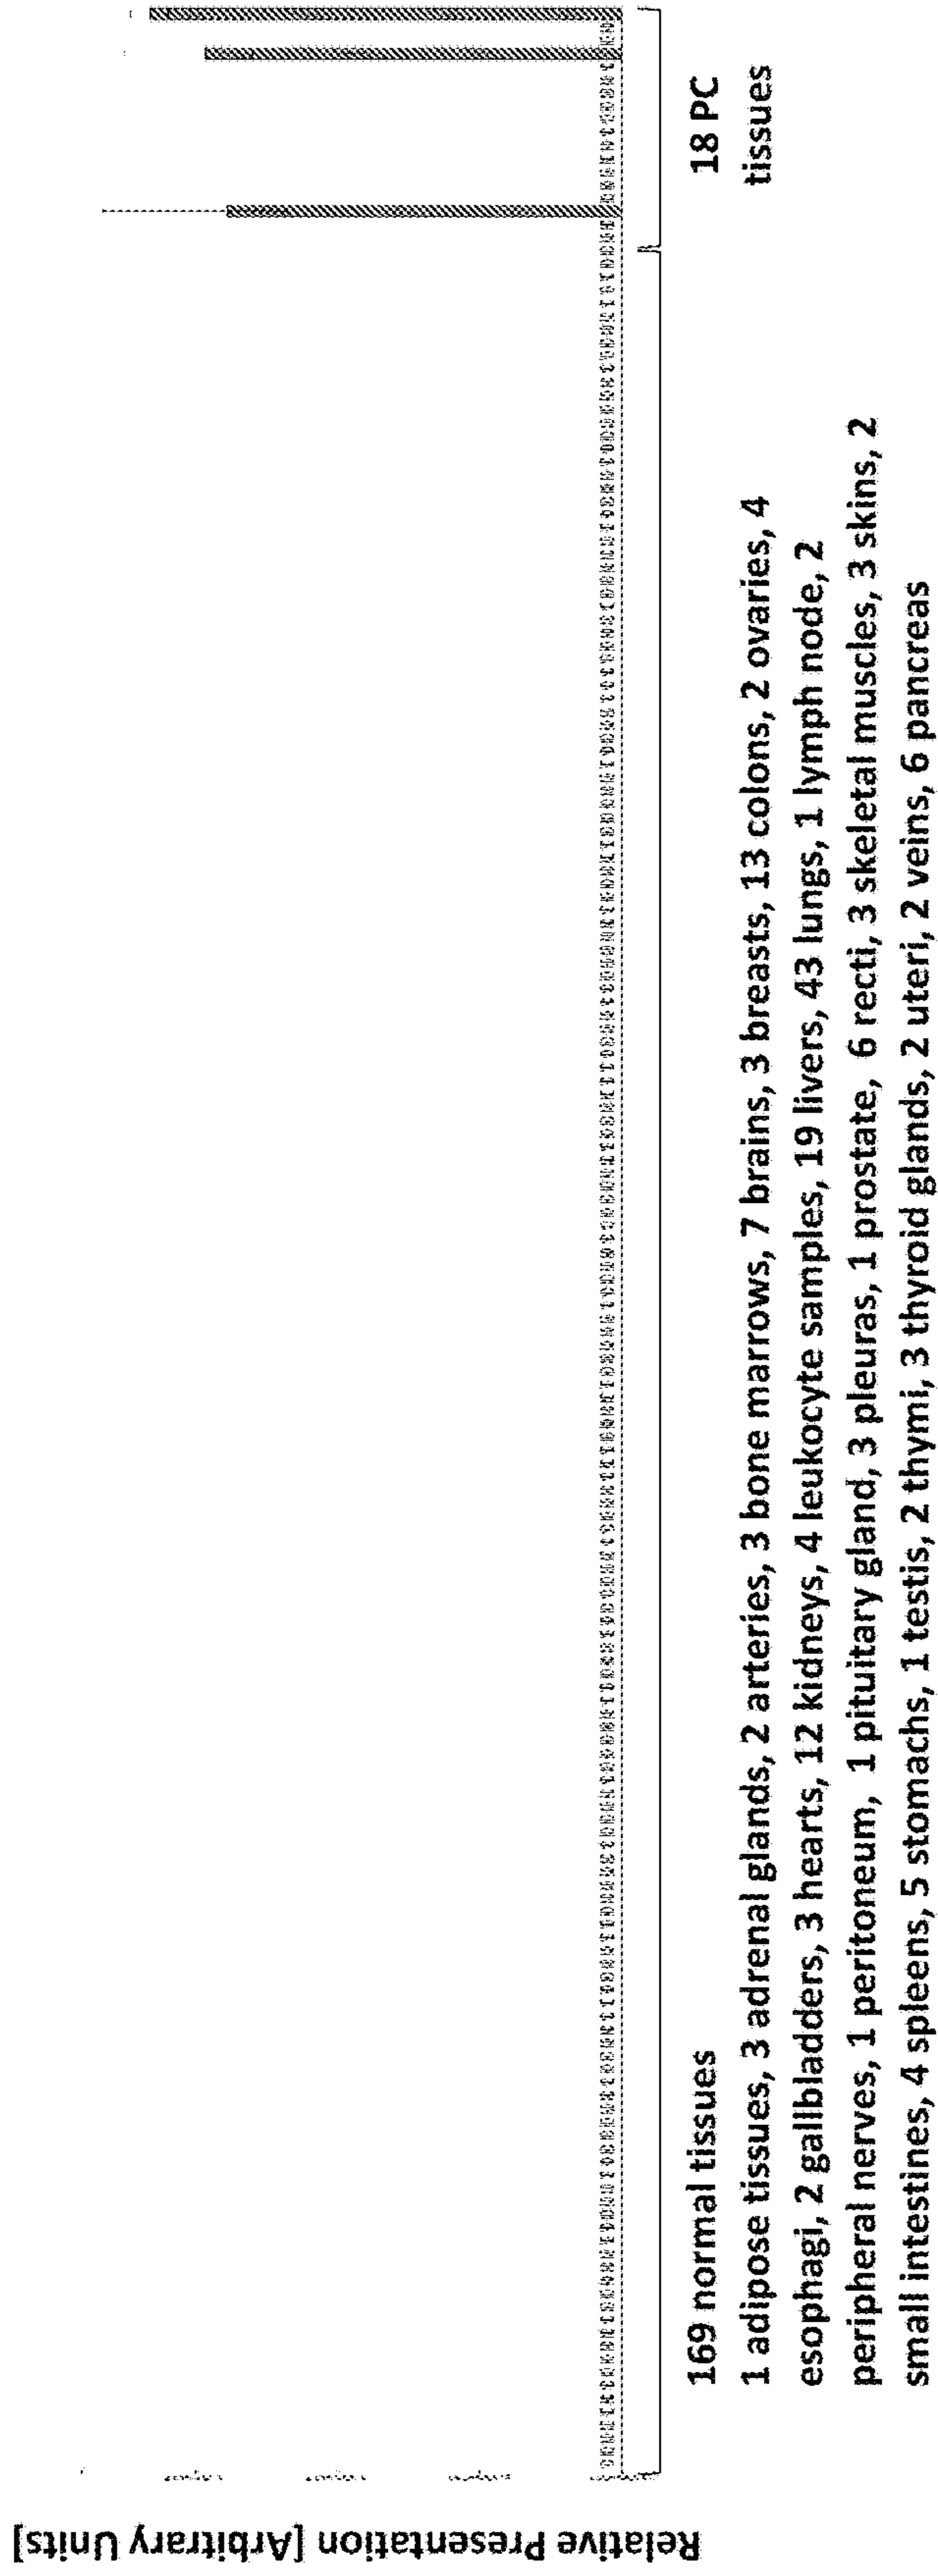 Relative Presentation [Arbitrary Units]
169 normal tissues
1 adipose tissues, 3 adrenal glands, 2 arteries, 3 bone marrows, 7 brains, 3 breasts, 13 colons, 2 ovaries, 4
esophagi, 2 gallbladders, 3 hearts, 12 kidneys, 4 leukocyte samples, 19 livers, 43 lungs, 1 lymph node, 2
peripheral nerves, 1 peritoneum, 1 pituitary gland, 3 pleuras, 1 prostate, 6 recti, 3 skeletal muscles, 3 skins, 2
small intestines, 4 spleens, 5 stomachs, 1 testis, 2 thymi, 3 thyroid glands, 2 uteri, 2 veins, 6 pancreas
18 PC
tissues